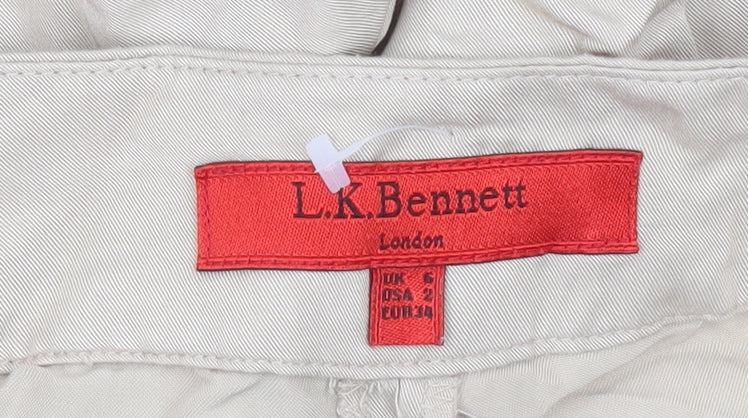 L.K.Bennett
London
UK 6
USA 2
EUR 34